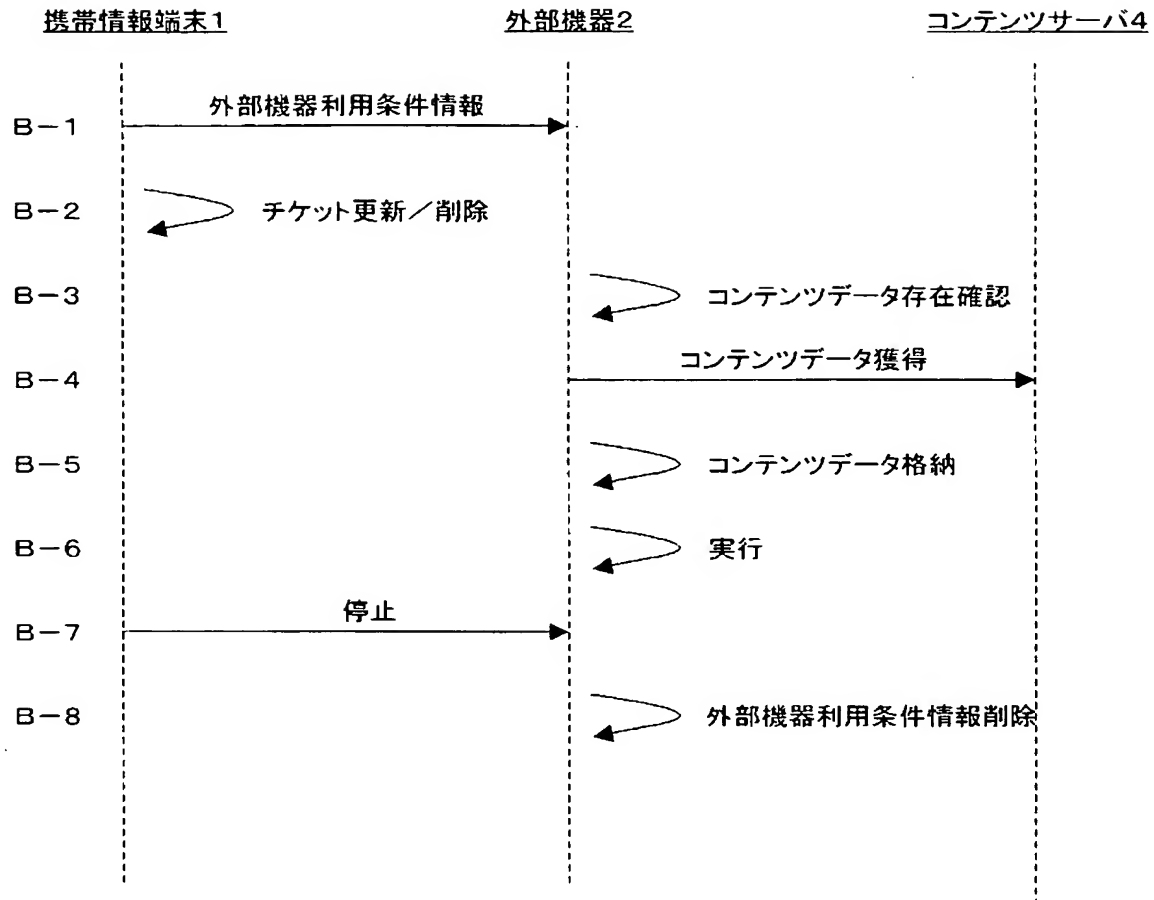 携帯情報端末1
外部機器2
コンテンツサーバ4
B-1
外部機器利用条件情報
B-2
チケット更新/削除
B-3
コンテンツデータ存在確認
B-4
コンテンツデータ獲得
B-5
コンテンツデータ格納
B-6
実行
B-7
停止
B-8
外部機器利用条件情報削除